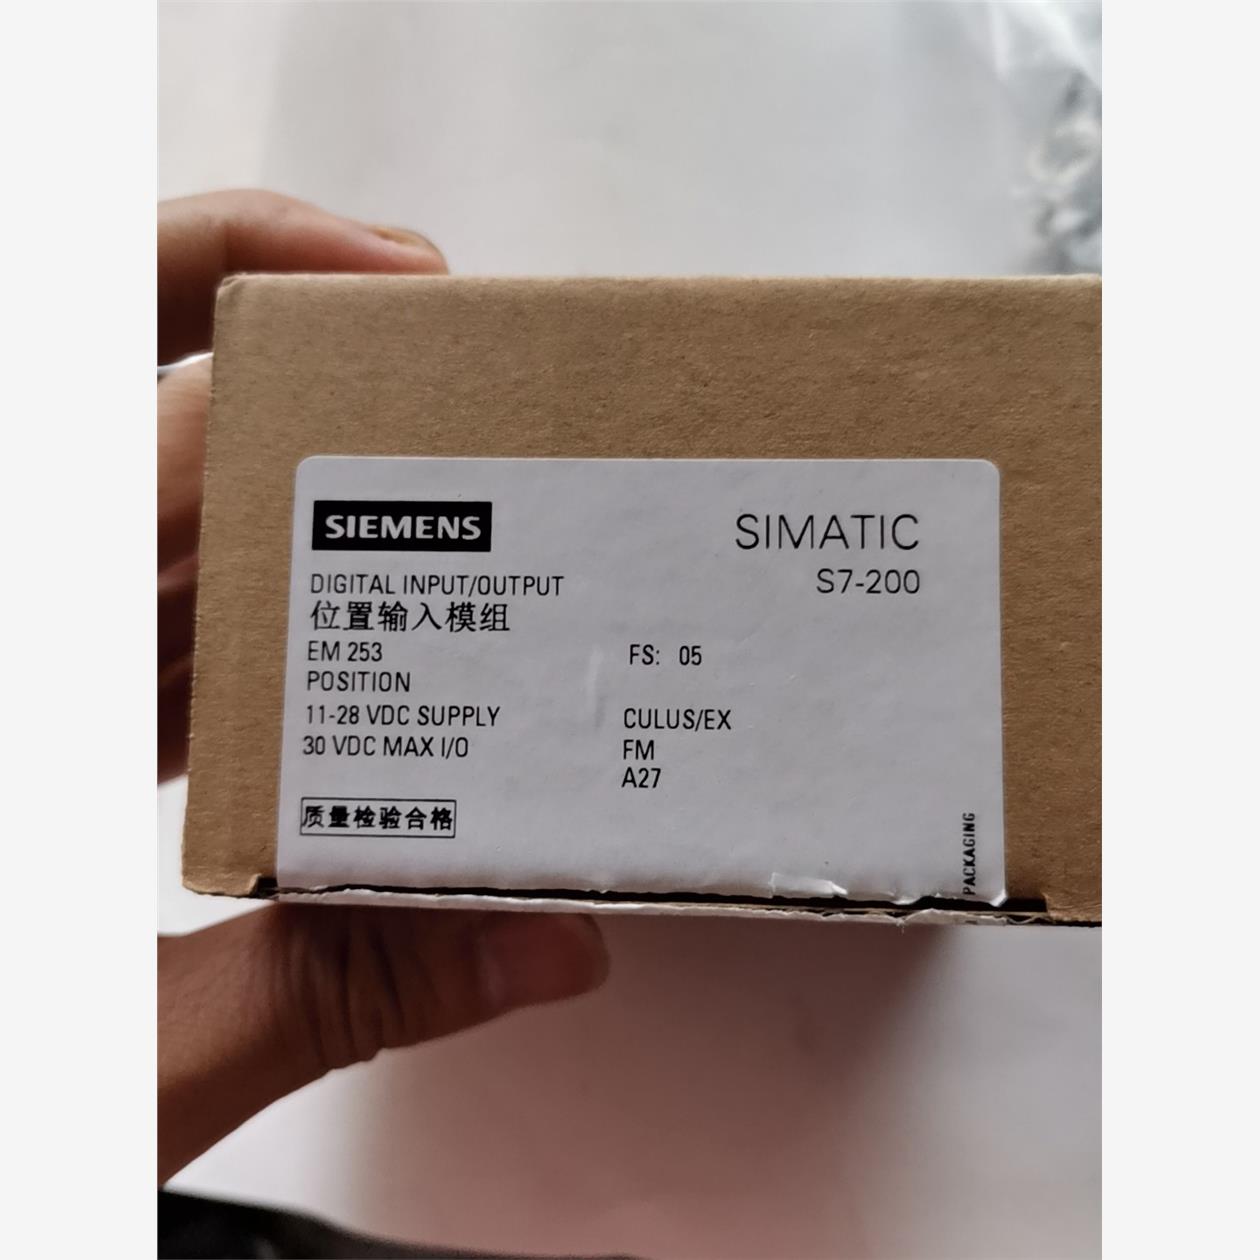 SIEMENS
SIMATIC
S7-200
DIGITAL INPUT/OUTPUT
位置输入模组
EM 253
FS: 05
POSITION
11-28 VDC SUPPLY
CULUS/EX
30 VDC MAX I/O
FM
A27
质量检验合格
PACKAGING